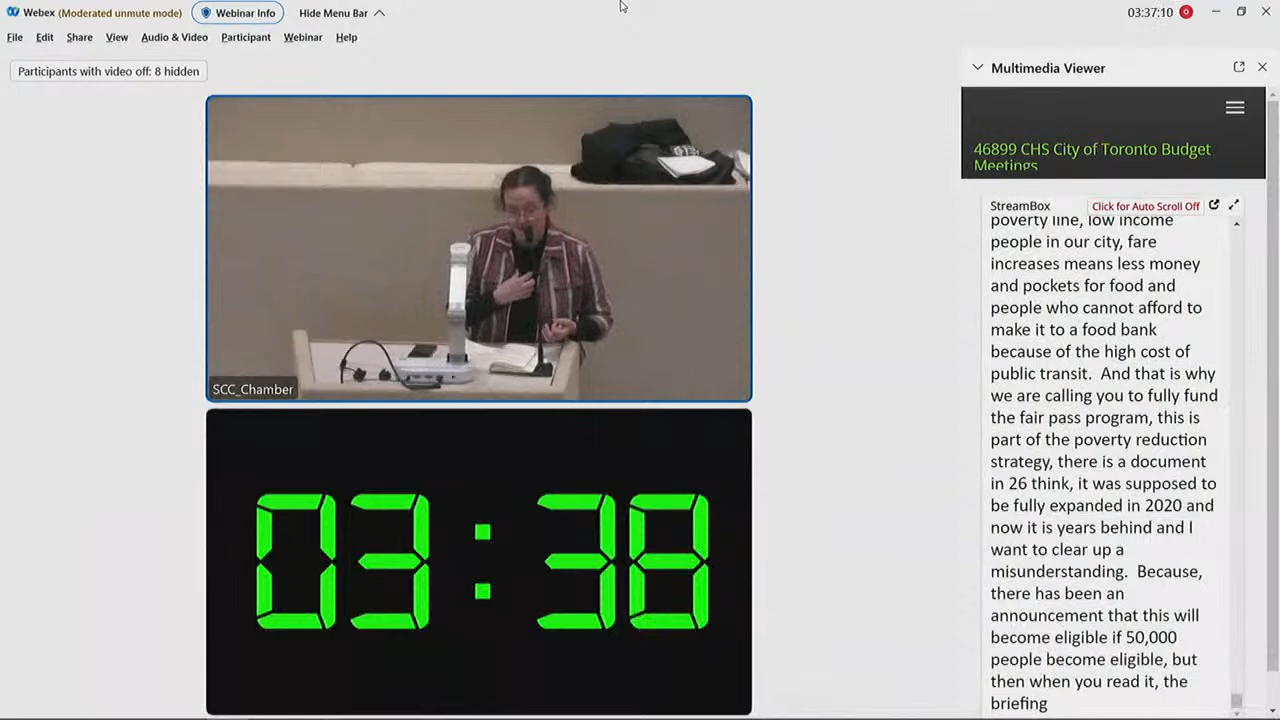 Webex (Moderated unmute mode) Webinar Info Hide Menu Bar 03:37:10
File Edit Share View Audio & Video Participant Webinar Help
Participants with video off: 8 hidden
SCC_Chamber
03:38
Multimedia Viewer
46899 CHS City of Toronto Budget
Meetings
StreamBox Click for Auto Scroll Off
poverty line, low income
people in our city, fare
increases means less money
and pockets for food and
people who cannot afford to
make it to a food bank
because of the high cost of
public transit. And that is why
we are calling you to fully fund
the fair pass program, this is
part of the poverty reduction
strategy, there is a document
in 26 think, it was supposed to
be fully expanded in 2020 and
now it is years behind and I
want to clear up a
misunderstanding. Because,
there has been an
announcement that this will
become eligible if 50,000
people become eligible, but
then when you read it, the
briefing